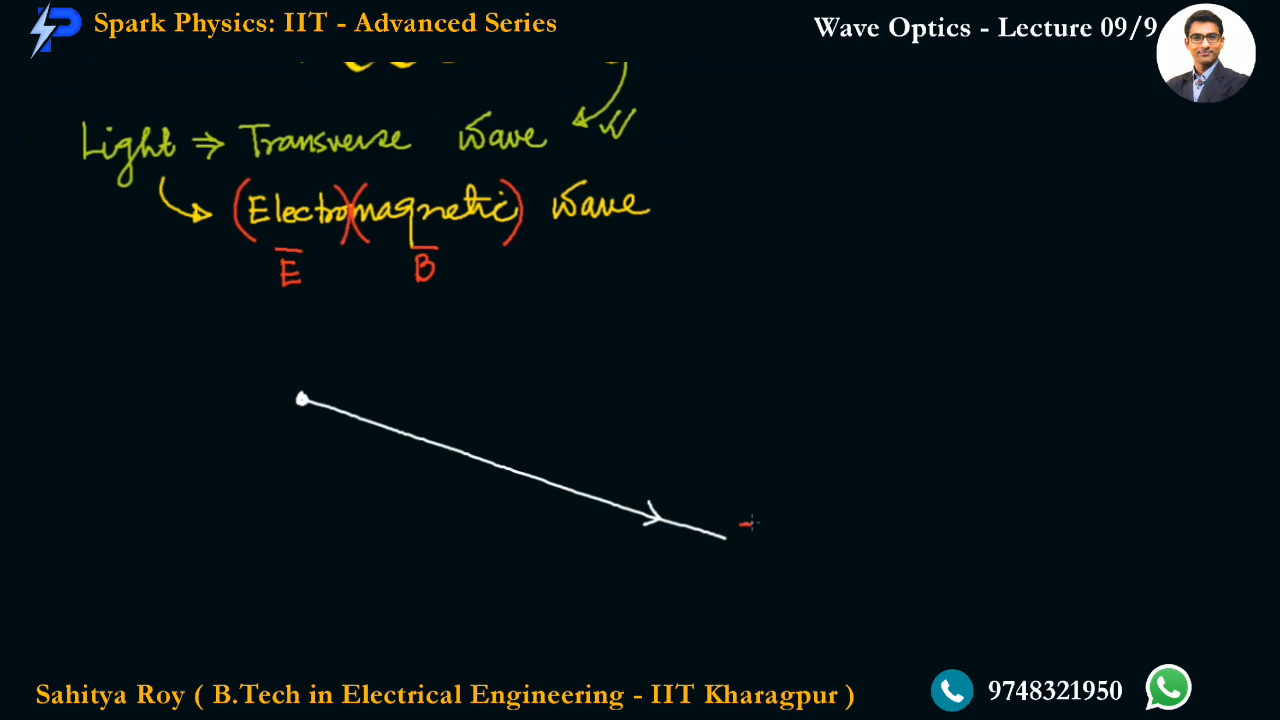 Spark Physics: IIT - Advanced Series
Wave Optics - Lecture 09/9
Light ⇒ Transverse wave
(Electro)(magnetic) wave
E̅ B̅
Sahitya Roy ( B.Tech in Electrical Engineering - IIT Kharagpur )
9748321950